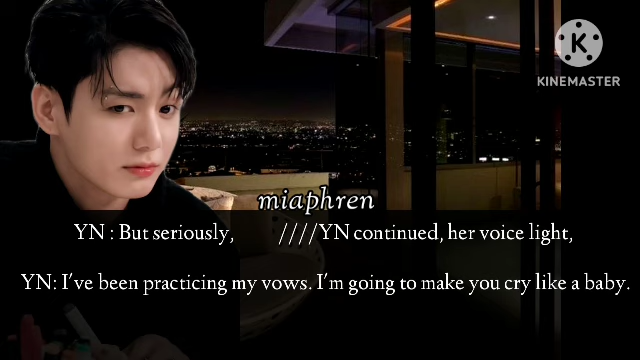 K
KINEMASTER
miaphren
YN : But seriously, ////YN continued, her voice light,
YN: I've been practicing my vows. I'm going to make you cry like a baby.